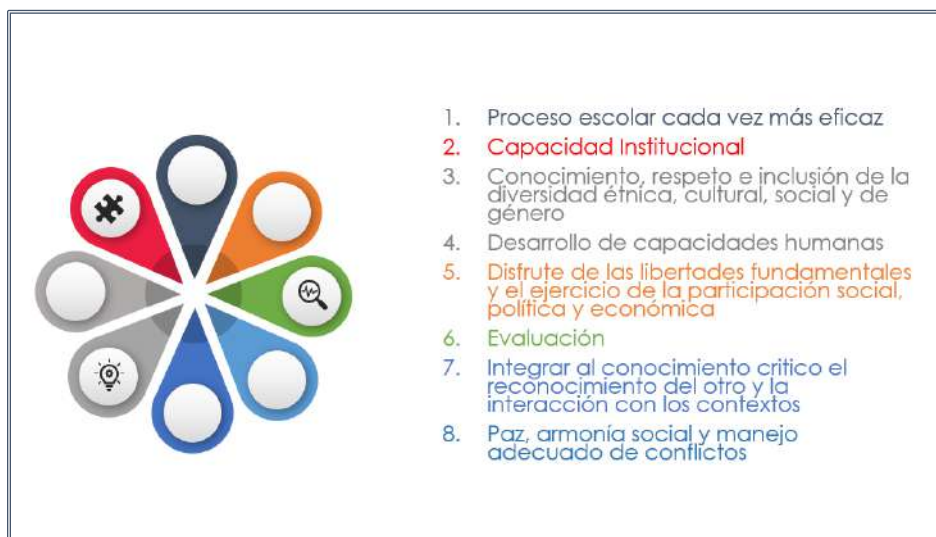 1. Proceso escolar cada vez más eficaz
2. Capacidad Institucional
3. Conocimiento, respeto e inclusión de la
diversidad étnica, cultural, social y de
género
4. Desarrollo de capacidades humanas
5. Disfrute de las libertades fundamentales
y el ejercicio de la participación social,
política y económica
6. Evaluación
7. Integrar al conocimiento critico el
reconocimiento del otro y la
interacción con los contextos
8. Paz, armonía social y manejo
adecuado de conflictos